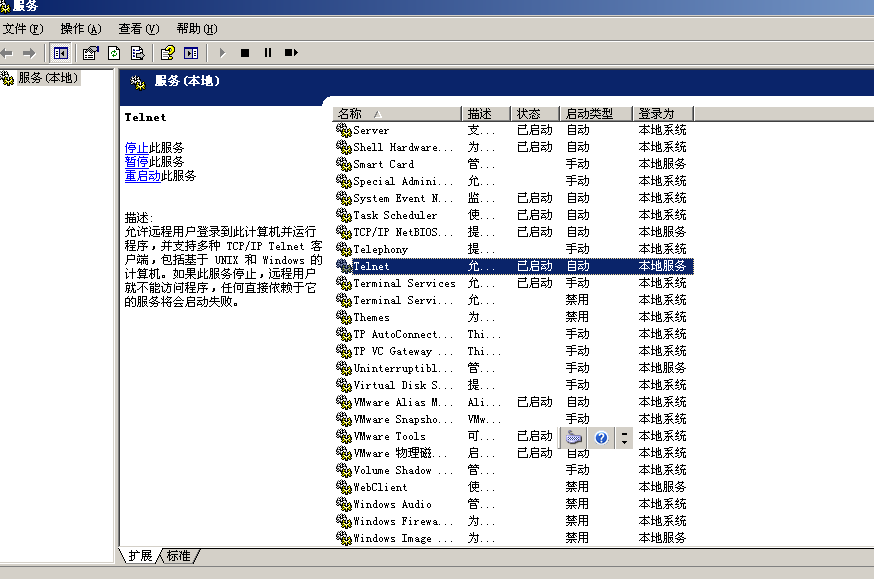 服务
文件(F) 操作(A) 查看(V) 帮助(H)
服务(本地)
服务(本地)
Telnet
停止此服务
暂停此服务
重启动此服务
描述:
允许远程用户登录到此计算机并运行
程序，并支持多种 TCP/IP Telnet 客
户端，包括基于 UNIX 和 Windows 的
计算机。如果此服务停止，远程用户
就不能访问程序，任何直接依赖于它
的服务将会启动失败。
名称 描述 状态 启动类型 登录为
Server 支... 已启动 自动 本地系统
Shell Hardware... 为... 已启动 自动 本地系统
Smart Card 管... 手动 本地服务
Special Admini... 允... 手动 本地系统
System Event N... 监... 已启动 自动 本地系统
Task Scheduler 使... 已启动 自动 本地系统
TCP/IP NetBIOS... 提... 已启动 自动 本地服务
Telephony 提... 手动 本地系统
Telnet 允... 已启动 自动 本地服务
Terminal Services 允... 已启动 手动 本地系统
Terminal Servi... 允... 禁用 本地系统
Themes 为... 禁用 本地系统
TP AutoConnect... Thi... 手动 本地系统
TP VC Gateway ... Thi... 手动 本地系统
Uninterruptibl... 管... 手动 本地服务
Virtual Disk S... 提... 手动 本地系统
VMware Alias M... Ali... 已启动 自动 本地系统
VMware Snapsho... VMw... 手动 本地系统
VMware Tools 可... 已启动 本地系统
VMware 物理磁... 启... 已启动 自动 本地系统
Volume Shadow ... 管... 手动 本地系统
WebClient 使... 禁用 本地服务
Windows Audio 管... 禁用 本地系统
Windows Firewa... 为... 禁用 本地系统
Windows Image ... 为... 禁用 本地服务
扩展 标准